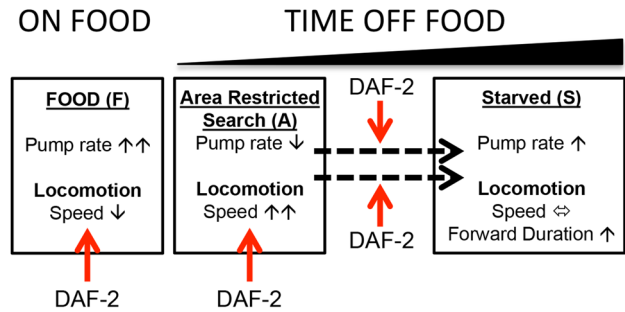 ON FOOD
TIME OFF FOOD
FOOD (F)
Pump rate ↑↑
Locomotion
Speed ↓
DAF-2
Area Restricted
Search (A)
Pump rate ↓
Locomotion
Speed ↑↑
DAF-2
DAF-2
DAF-2
Starved (S)
Pump rate ↑
Locomotion
Speed ⇔
Forward Duration ↑